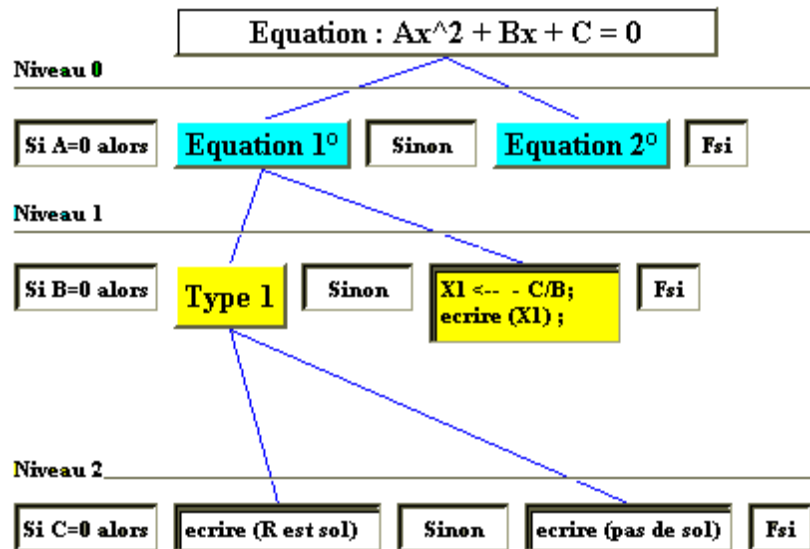 Equation : Ax^2 + Bx + C = 0
Niveau 0
Si A=0 alors Equation 1° Sinon Equation 2° Fsi
Niveau 1
Si B=0 alors Type 1 Sinon X1 <-- - C/B; Fsi
ecrire (X1) ;
Niveau 2
Si C=0 alors ecrire (R est sol) Sinon ecrire (pas de sol) Fsi